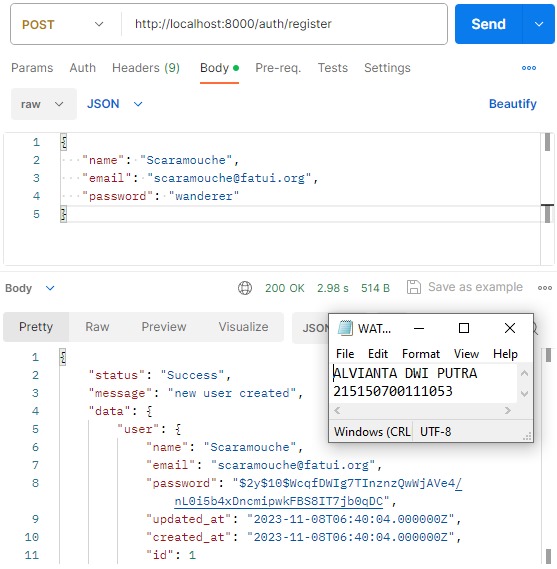 POST http://localhost:8000/auth/register Send
Params Auth Headers (9) Body Pre-req. Tests Settings
raw JSON Beautify
1 {
2 "name": "Scaramouche",
3 "email": "scaramouche@fatui.org",
4 "password": "wanderer"
5 }
Body 200 OK 2.98 s 514 B Save as example
Pretty Raw Preview Visualize JSON
WAT...
File Edit Format View Help
ALVIANTA DWI PUTRA
215150700111053
Windows (CRL UTF-8
1 {
2 "status": "Success",
3 "message": "new user created",
4 "data": {
5 "user": {
6 "name": "Scaramouche",
7 "email": "scaramouche@fatui.org",
8 "password": "$2y$10$WcqfDWIg7TInznzQwWjAVe4/
nL0i5b4xDncmipwkFBS8IT7jb0qDC",
9 "updated_at": "2023-11-08T06:40:04.000000Z",
10 "created_at": "2023-11-08T06:40:04.000000Z",
11 "id": 1